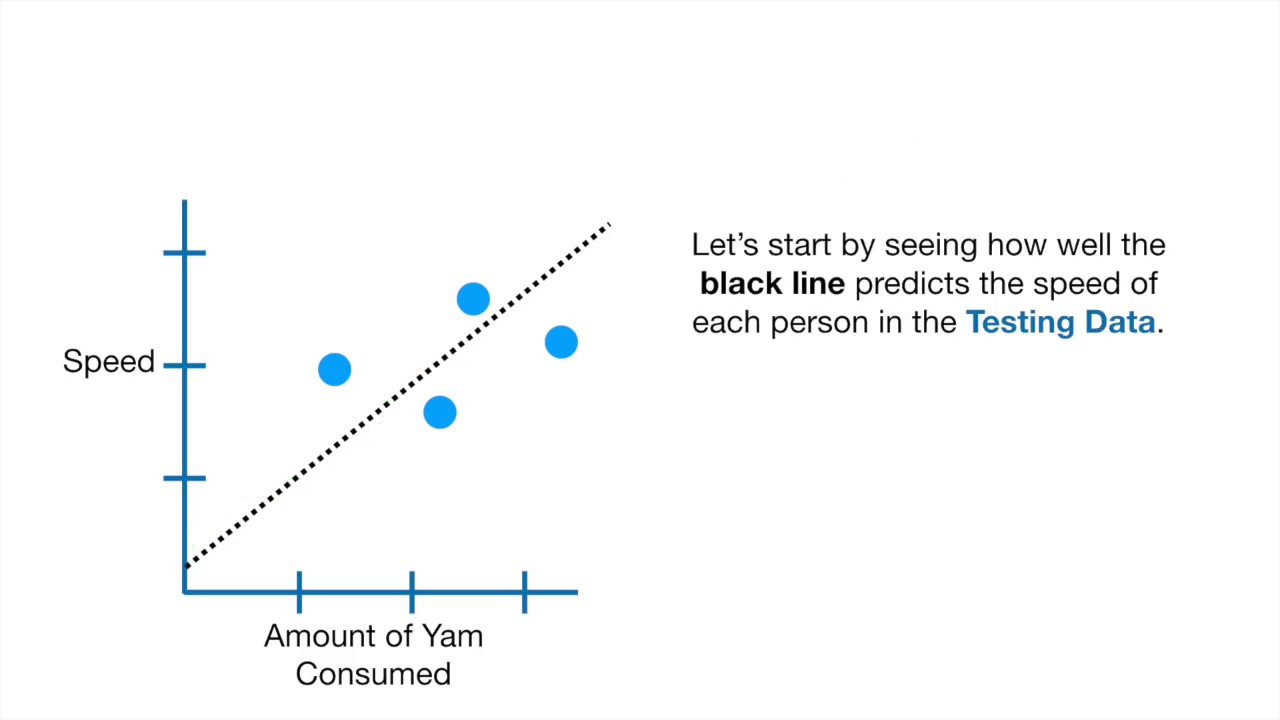 Let’s start by seeing how well the
black line predicts the speed of
each person in the Testing Data.
Speed
Amount of Yam
Consumed